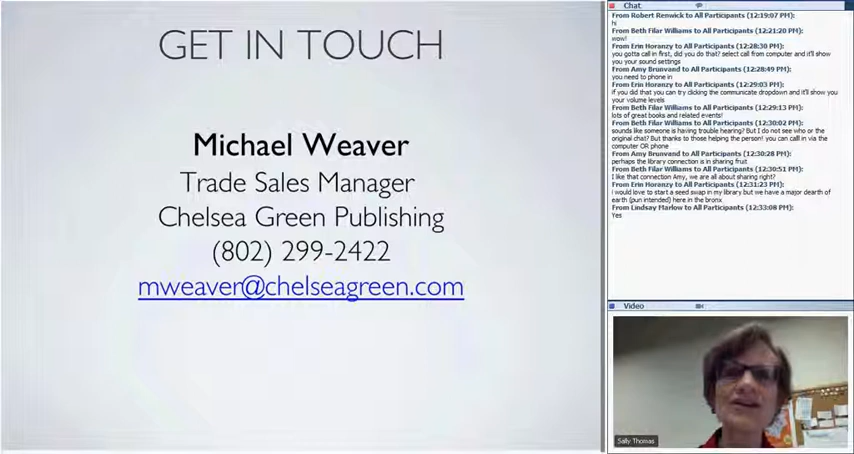 GET IN TOUCH
Michael Weaver
Trade Sales Manager
Chelsea Green Publishing
(802) 299-2422
mweaver@chelseagreen.com
Chat
From Robert Renwick to All Participants (12:19:07 PM):
hi
From Beth Filar Williams to All Participants (12:21:20 PM):
wow!
From Erin Horanzy to All Participants (12:28:30 PM):
you gotta call in first, did you do that? select call from computer and it'll show
you your sound settings
From Amy Brunvand to All Participants (12:28:49 PM):
you need to phone in
From Erin Horanzy to All Participants (12:29:03 PM):
if you did that you can try clicking the communicate dropdown and it'll show you
your volume levels
From Beth Filar Williams to All Participants (12:29:13 PM):
lots of great books and related events!
From Beth Filar Williams to All Participants (12:30:02 PM):
sounds like someone is having trouble hearing? But I do not see who or the
original chat? But thanks to those helping the person! you can call in via the
computer OR phone
From Amy Brunvand to All Participants (12:30:28 PM):
perhaps the library connection is in sharing fruit
From Beth Filar Williams to All Participants (12:30:51 PM):
I like that connection Amy, we are all about sharing right?
From Erin Horanzy to All Participants (12:31:23 PM):
i would love to start a seed swap in my library but we have a major dearth of
earth (pun intended) here in the bronx
From Lindsay Marlow to All Participants (12:33:08 PM):
Yes
Video
Sally Thomas